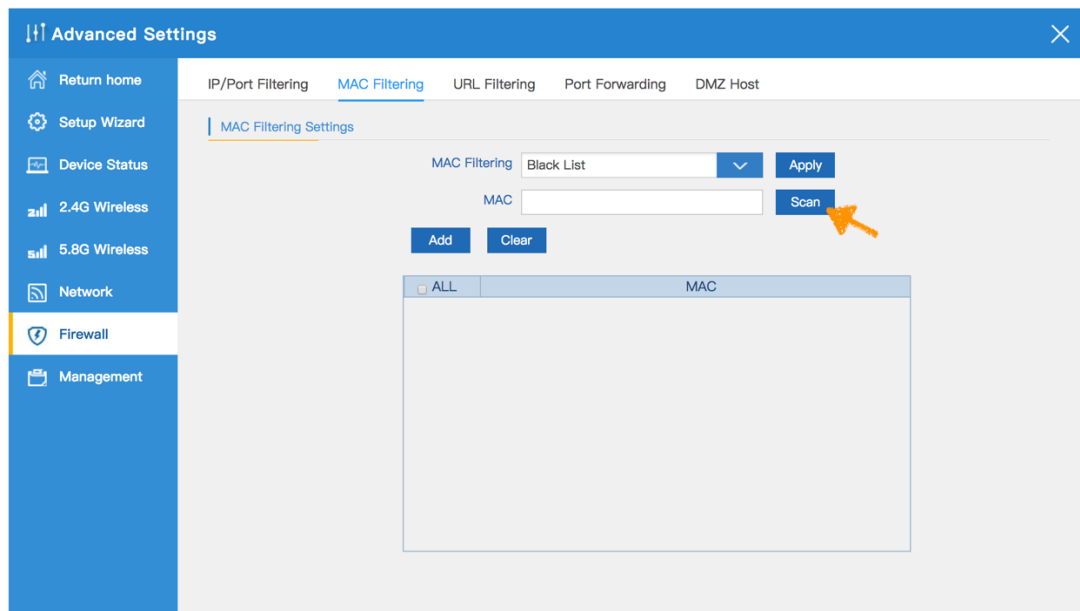 Advanced Settings
Return home
Setup Wizard
Device Status
2.4G Wireless
5.8G Wireless
Network
Firewall
Management
IP/Port Filtering MAC Filtering URL Filtering Port Forwarding DMZ Host
MAC Filtering Settings
MAC Filtering Black List Apply
MAC Scan
Add Clear
ALL MAC